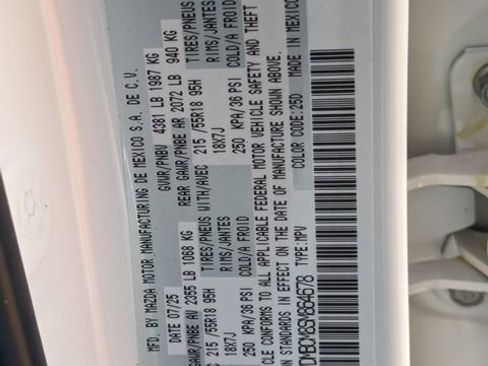 MFD. BY MAZDA MOTOR MANUFACTURING DE MEXICO S.A. DE C.V.
DATE 07/25 GVWR/PNBV 4381 LB 1987 KG
GAWR/PNBE AV 2355 LB 1068 KG REAR GAWR/PNBE AR 2072 LB 940 KG
215 /55R18 95H TIRES/PNEUS WITH/AVEC 215 /55R18 95H TIRES/PNEUS
18X7J RIMS/JANTES 18X7J RIMS/JANTES
250 KPA/36 PSI COLD/A FROID 250 KPA/36 PSI COLD/A FROID
CLE CONFORMS TO ALL APPLICABLE FEDERAL MOTOR VEHICLE SAFETY AND THEFT
STANDARDS IN EFFECT ON THE DATE OF MANUFACTURE SHOWN ABOVE.
COLOR CODE:25D MADE IN MEXICO
TYPE:MPV